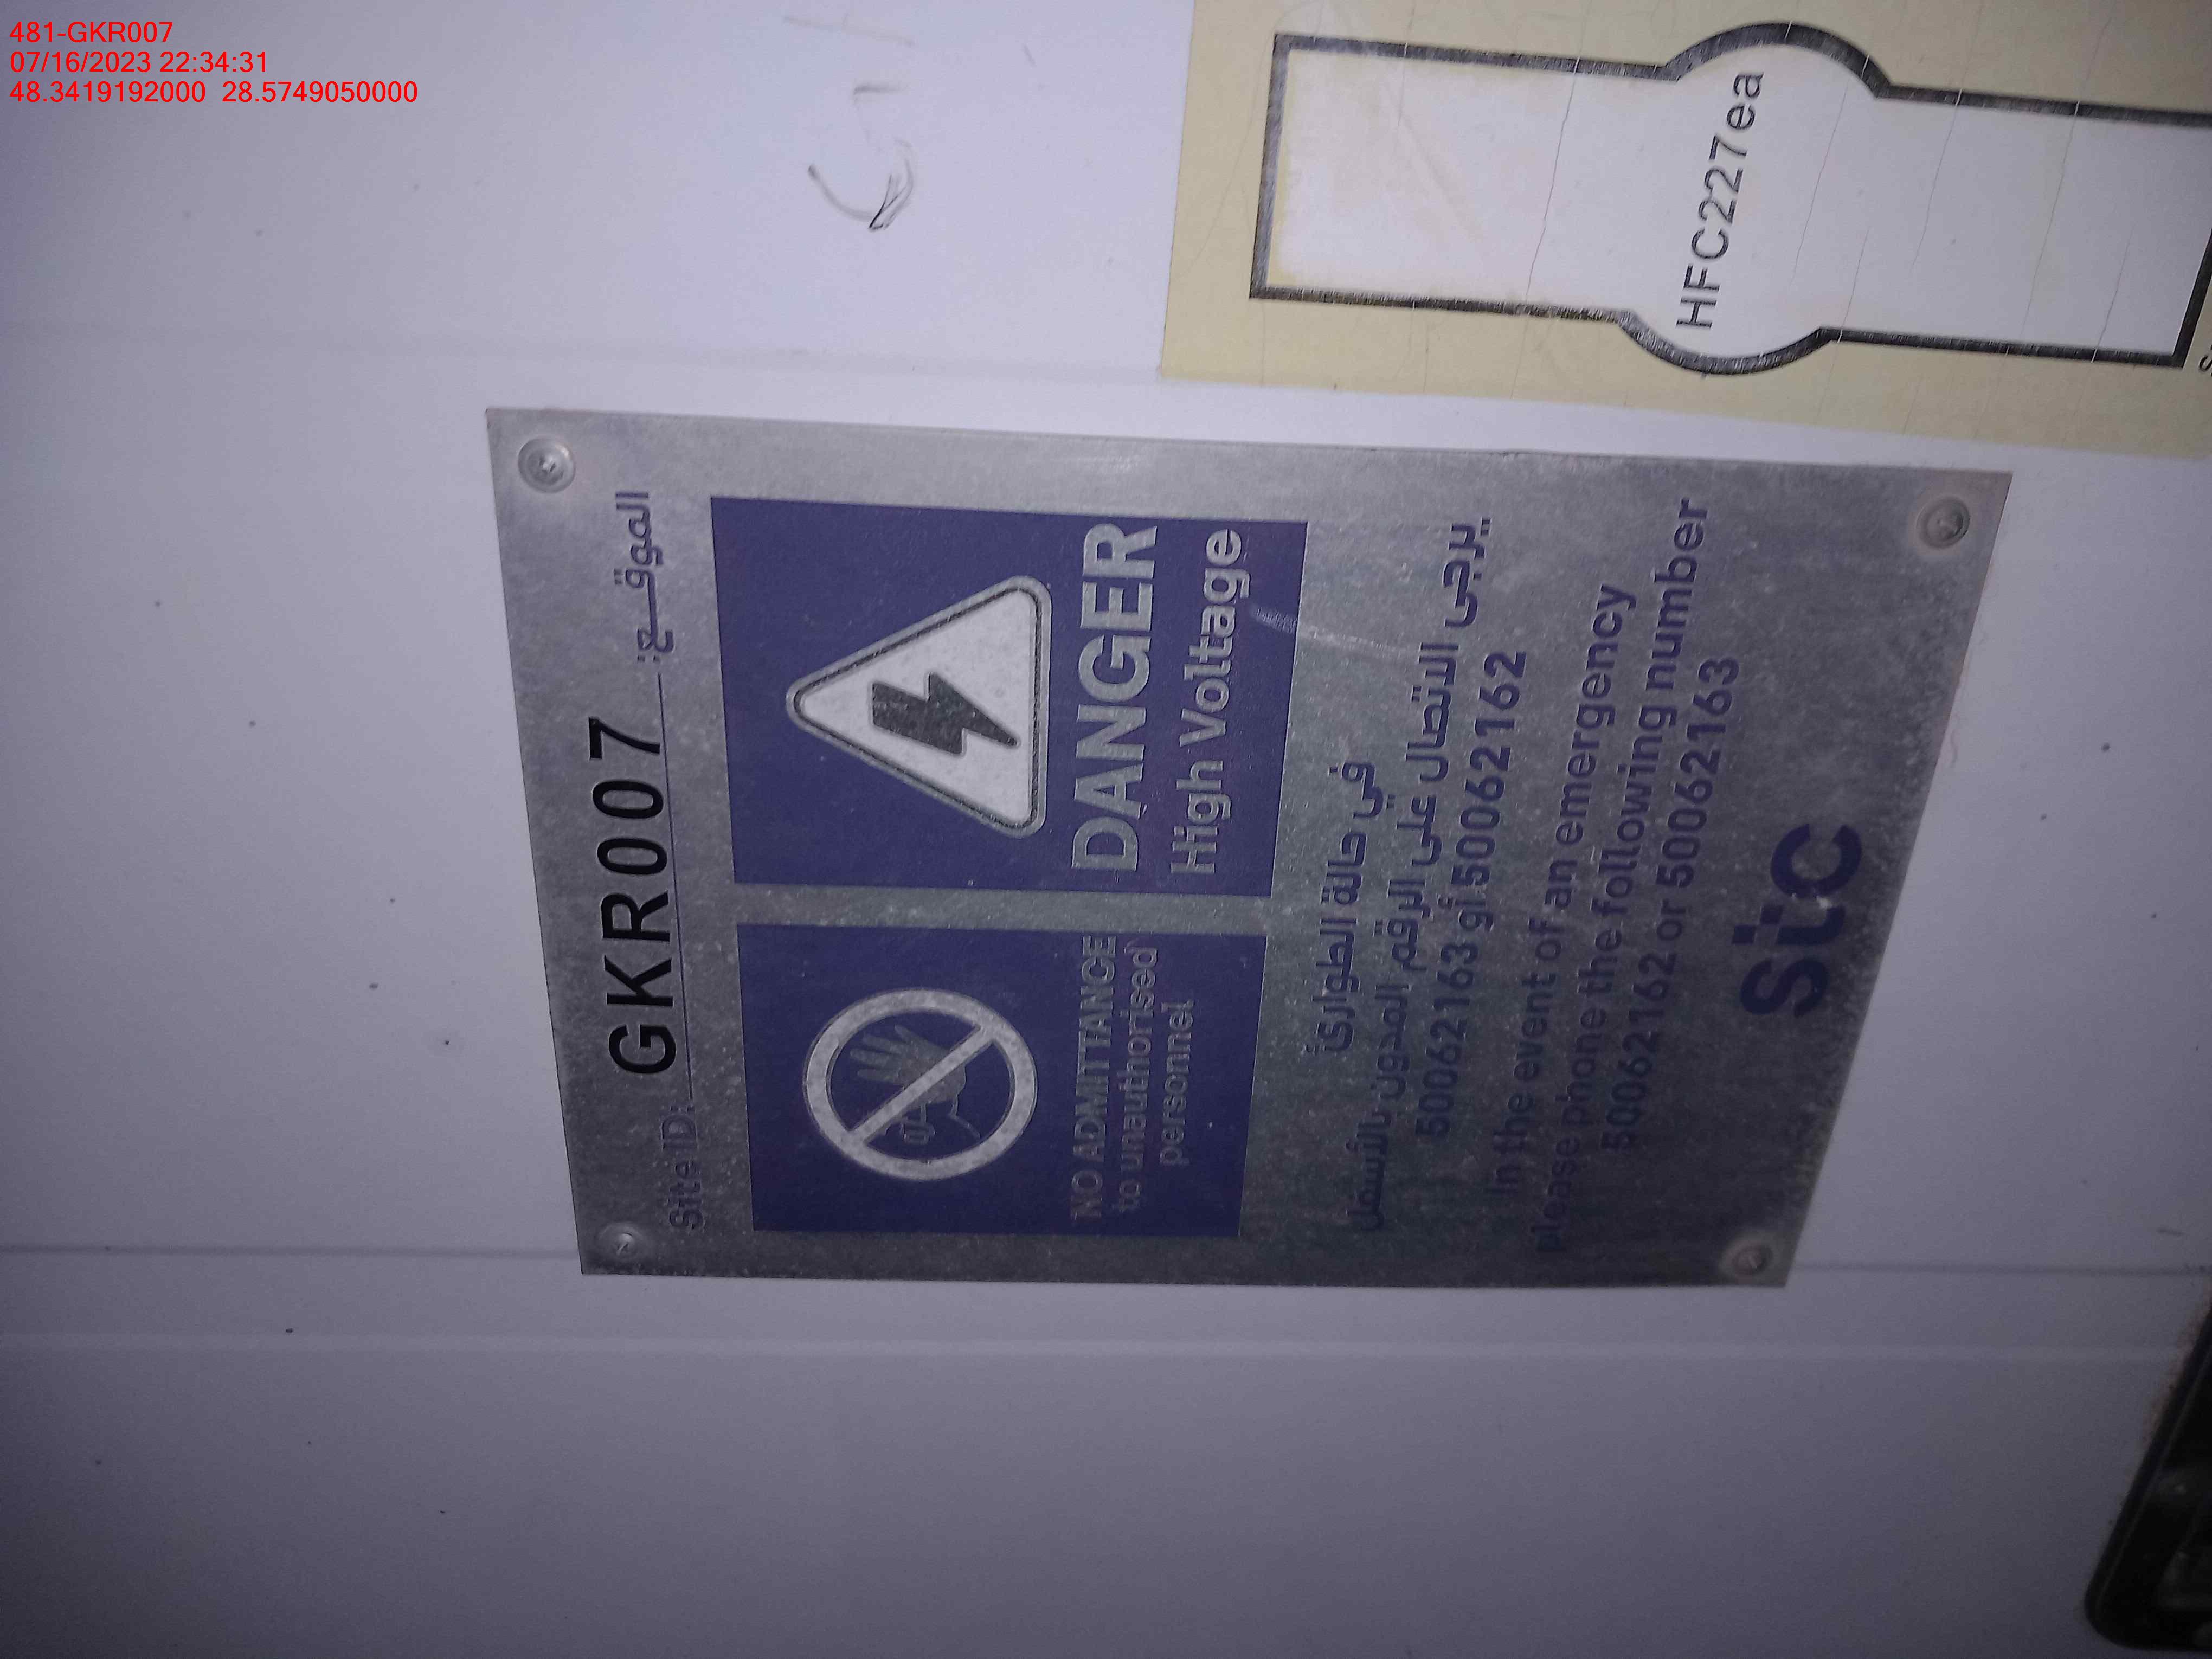 481-GKR007
07/16/2023 22:34:31
48.3419192000 28.5749050000
HFC227ea
Site ID: GKR007 الموقع:
NO ADMITTANCE
to unauthorised
personnel
DANGER
High Voltage
في حالة الطوارئ
يرجى الاتصال على الرقم المدون بالأسفل
50062163 أو 50062162
In the event of an emergency
please phone the following number
50062162 or 50062163
stc